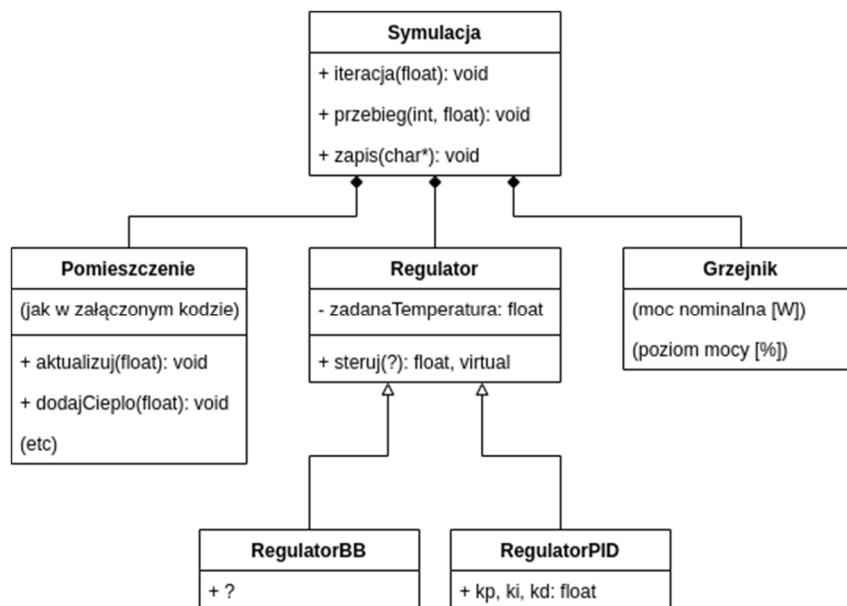 Symulacja
+ iteracja(float): void
+ przebieg(int, float): void
+ zapis(char*): void
Pomieszczenie
(jak w załączonym kodzie)
+ aktualizuj(float): void
+ dodajCieplo(float): void
(etc)
Regulator
- zadanaTemperatura: float
+ steruj(?): float, virtual
Grzejnik
(moc nominalna [W])
(poziom mocy [%])
RegulatorBB
+ ?
RegulatorPID
+ kp, ki, kd: float